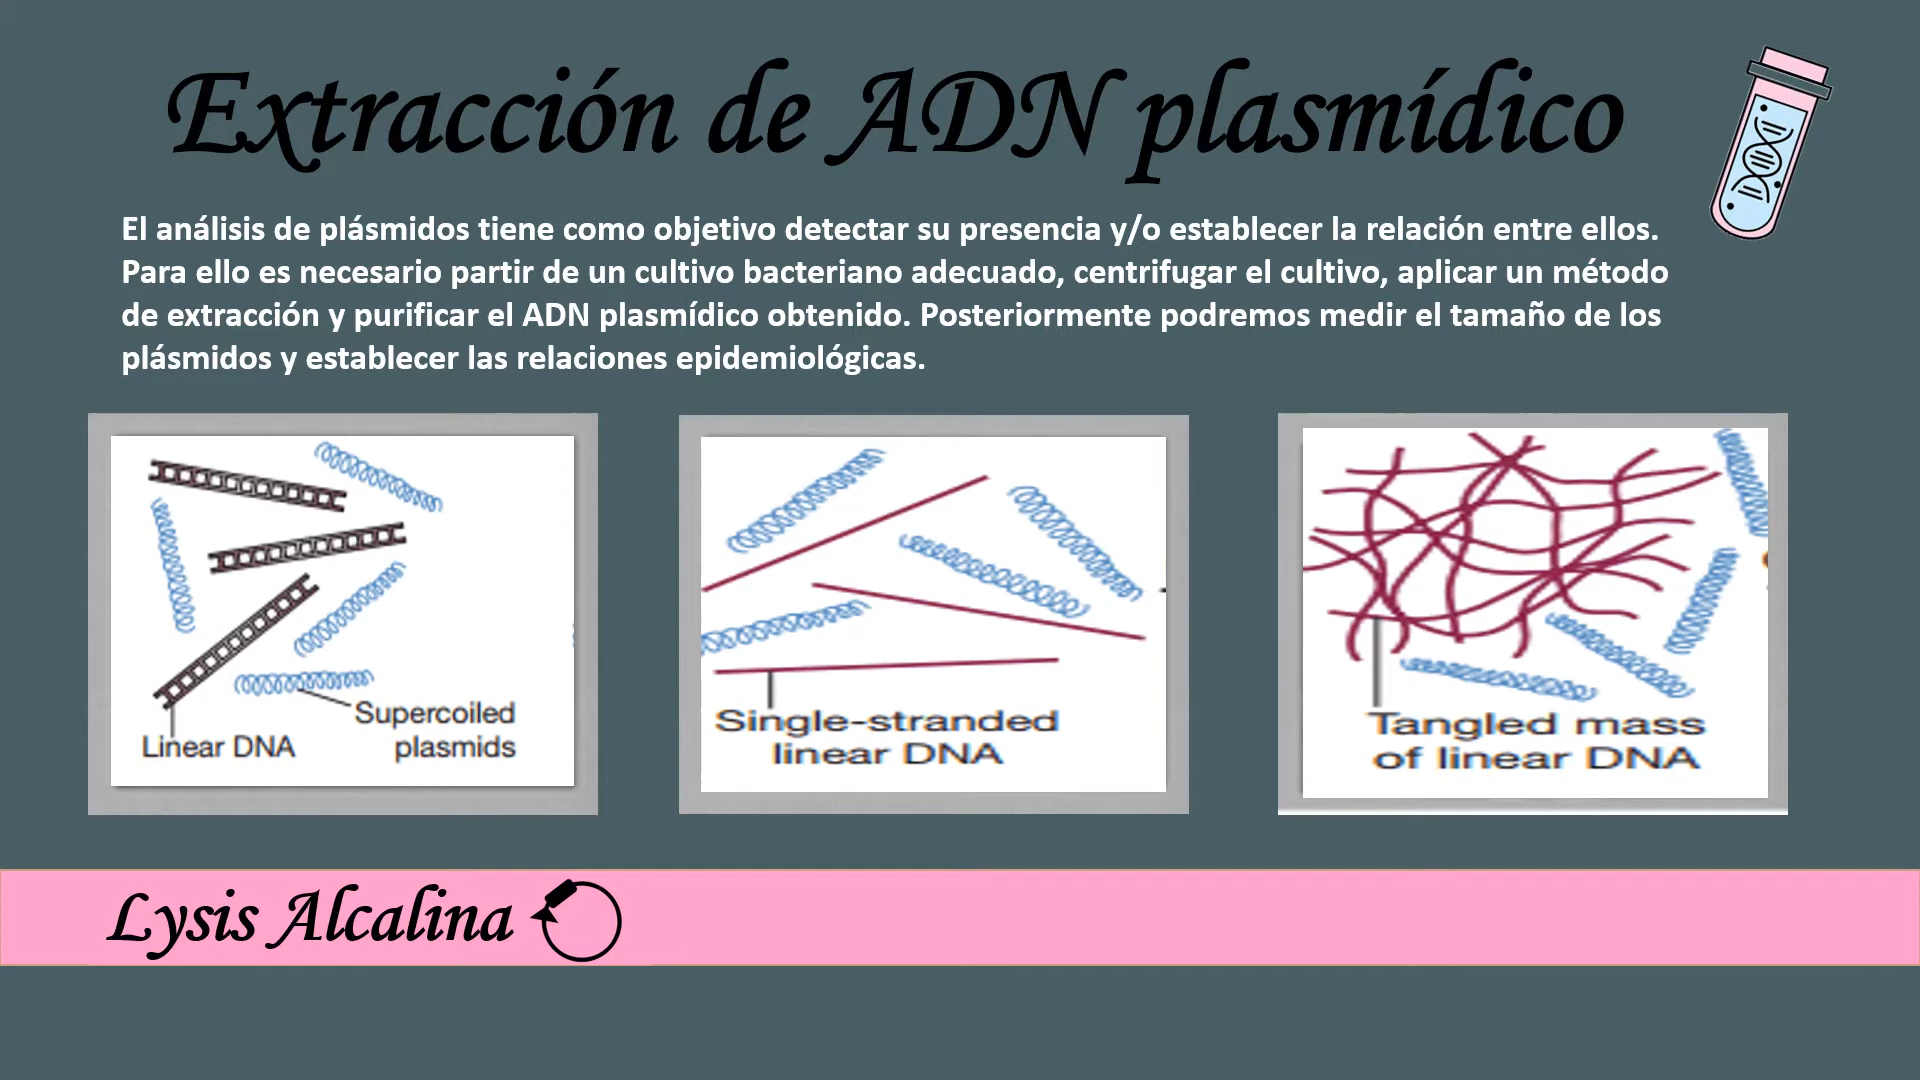 Extracción de ADN plasmídico
El análisis de plásmidos tiene como objetivo detectar su presencia y/o establecer la relación entre ellos.
Para ello es necesario partir de un cultivo bacteriano adecuado, centrifugar el cultivo, aplicar un método
de extracción y purificar el ADN plasmídico obtenido. Posteriormente podremos medir el tamaño de los
plásmidos y establecer las relaciones epidemiológicas.
Supercoiled
plasmids
Linear DNA
Single-stranded
linear DNA
Tangled mass
of linear DNA
Lysis Alcalina